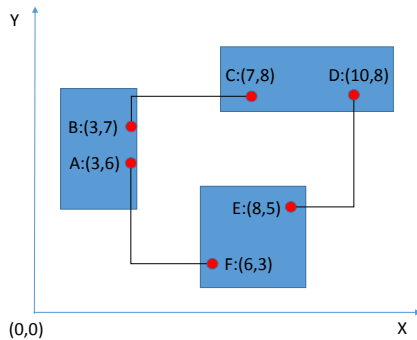 Y
C:(7,8) D:(10,8)
B:(3,7)
A:(3,6)
E:(8,5)
F:(6,3)
(0,0) X